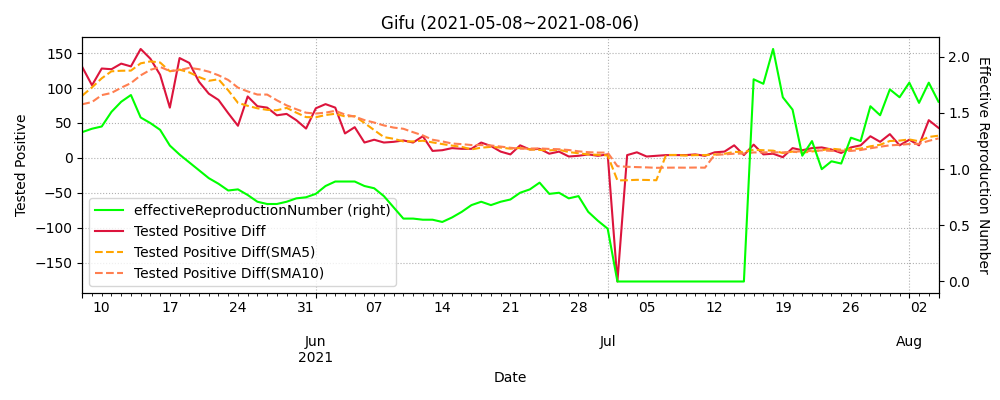 Gifu (2021-05-08~2021-08-06)
Tested Positive
150
100
50
0
−50
−100
−150
2.0
1.5
1.0
0.5
0.0
Effective Reproduction Number
effectiveReproductionNumber (right)
Tested Positive Diff
Tested Positive Diff(SMA5)
Tested Positive Diff(SMA10)
10 17 24 31 07 14 21 28 05 12 19 26 02
Jun Jul Aug
2021
Date